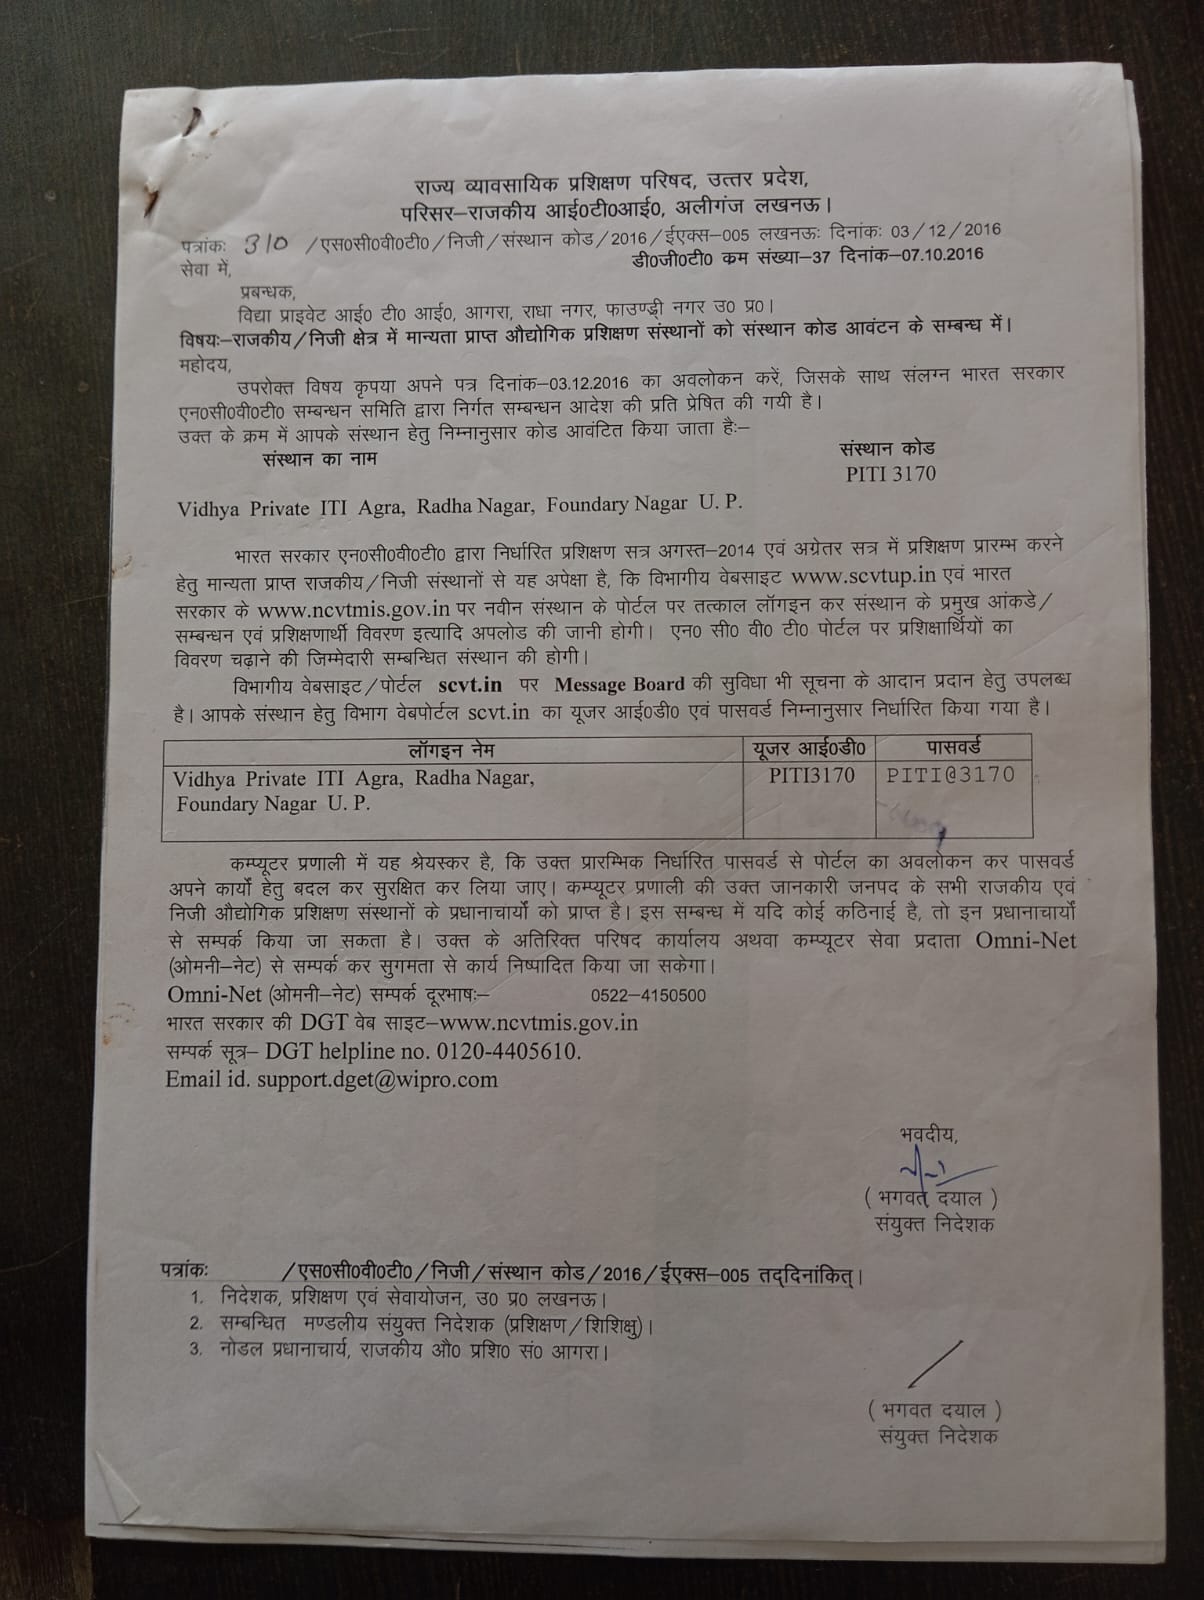 राज्य व्यावसायिक प्रशिक्षण परिषद, उत्तर प्रदेश,
परिसर–राजकीय आई0टी0आई0, अलीगंज लखनऊ।
पत्रांकः 310 /एस0सी0वी0टी0/निजी/संस्थान कोड/2016/ईएक्स–005 लखनऊः दिनांकः 03/12/2016
सेवा में,
डी0जी0टी0 क्रम संख्या–37 दिनांक–07.10.2016
प्रबन्धक,
विद्या प्राइवेट आई0 टी0 आई0, आगरा, राधा नगर, फाउण्ड्री नगर उ0 प्र0।
विषयः–राजकीय/निजी क्षेत्र में मान्यता प्राप्त औद्योगिक प्रशिक्षण संस्थानों को संस्थान कोड आवंटन के सम्बन्ध में।
महोदय,
उपरोक्त विषय कृपया अपने पत्र दिनांक–03.12.2016 का अवलोकन करें, जिसके साथ संलग्न भारत सरकार
एन0सी0वी0टी0 सम्बन्धन समिति द्वारा निर्गत सम्बन्धन आदेश की प्रति प्रेषित की गयी है।
उक्त के क्रम में आपके संस्थान हेतु निम्नानुसार कोड आवंटित किया जाता हैः–
संस्थान का नाम संस्थान कोड
PITI 3170
Vidhya Private ITI Agra, Radha Nagar, Foundary Nagar U. P.
भारत सरकार एन0सी0वी0टी0 द्वारा निर्धारित प्रशिक्षण सत्र अगस्त–2014 एवं अग्रेतर सत्र में प्रशिक्षण प्रारम्भ करने
हेतु मान्यता प्राप्त राजकीय/निजी संस्थानों से यह अपेक्षा है, कि विभागीय वेबसाइट www.scvtup.in एवं भारत
सरकार के www.ncvtmis.gov.in पर नवीन संस्थान के पोर्टल पर तत्काल लॉगइन कर संस्थान के प्रमुख आंकडे/
सम्बन्धन एवं प्रशिक्षणार्थी विवरण इत्यादि अपलोड की जानी होगी। एन0 सी0 वी0 टी0 पोर्टल पर प्रशिक्षार्थियों का
विवरण चढ़ाने की जिम्मेदारी सम्बन्धित संस्थान की होगी।
विभागीय वेबसाइट/पोर्टल scvt.in पर Message Board की सुविधा भी सूचना के आदान प्रदान हेतु उपलब्ध
है। आपके संस्थान हेतु विभाग वेबपोर्टल scvt.in का यूजर आई0डी0 एवं पासवर्ड निम्नानुसार निर्धारित किया गया है।
लॉगइन नेम यूजर आई0डी0 पासवर्ड
Vidhya Private ITI Agra, Radha Nagar, PITI3170 PITI@3170
Foundary Nagar U. P.
कम्प्यूटर प्रणाली में यह श्रेयस्कर है, कि उक्त प्रारम्भिक निर्धारित पासवर्ड से पोर्टल का अवलोकन कर पासवर्ड
अपने कार्यो हेतु बदल कर सुरक्षित कर लिया जाए। कम्प्यूटर प्रणाली की उक्त जानकारी जनपद के सभी राजकीय एवं
निजी औद्योगिक प्रशिक्षण संस्थानों के प्रधानाचार्यो को प्राप्त है। इस सम्बन्ध में यदि कोई कठिनाई है, तो इन प्रधानाचार्यो
से सम्पर्क किया जा सकता है। उक्त के अतिरिक्त परिषद कार्यालय अथवा कम्प्यूटर सेवा प्रदाता Omni-Net
(ओमनी–नेट) से सम्पर्क कर सुगमता से कार्य निष्पादित किया जा सकेगा।
Omni-Net (ओमनी–नेट) सम्पर्क दूरभाषः– 0522–4150500
भारत सरकार की DGT वेब साइट–www.ncvtmis.gov.in
सम्पर्क सूत्र– DGT helpline no. 0120-4405610.
Email id. support.dget@wipro.com
भवदीय,
( भगवत दयाल )
संयुक्त निदेशक
पत्रांकः /एस0सी0वी0टी0/निजी/संस्थान कोड/2016/ईएक्स–005 तद्दिनांकित्।
1. निदेशक, प्रशिक्षण एवं सेवायोजन, उ0 प्र0 लखनऊ।
2. सम्बन्धित मण्डलीय संयुक्त निदेशक (प्रशिक्षण/शिशिक्षु)।
3. नोडल प्रधानाचार्य, राजकीय औ0 प्रशि0 सं0 आगरा।
( भगवत दयाल )
संयुक्त निदेशक